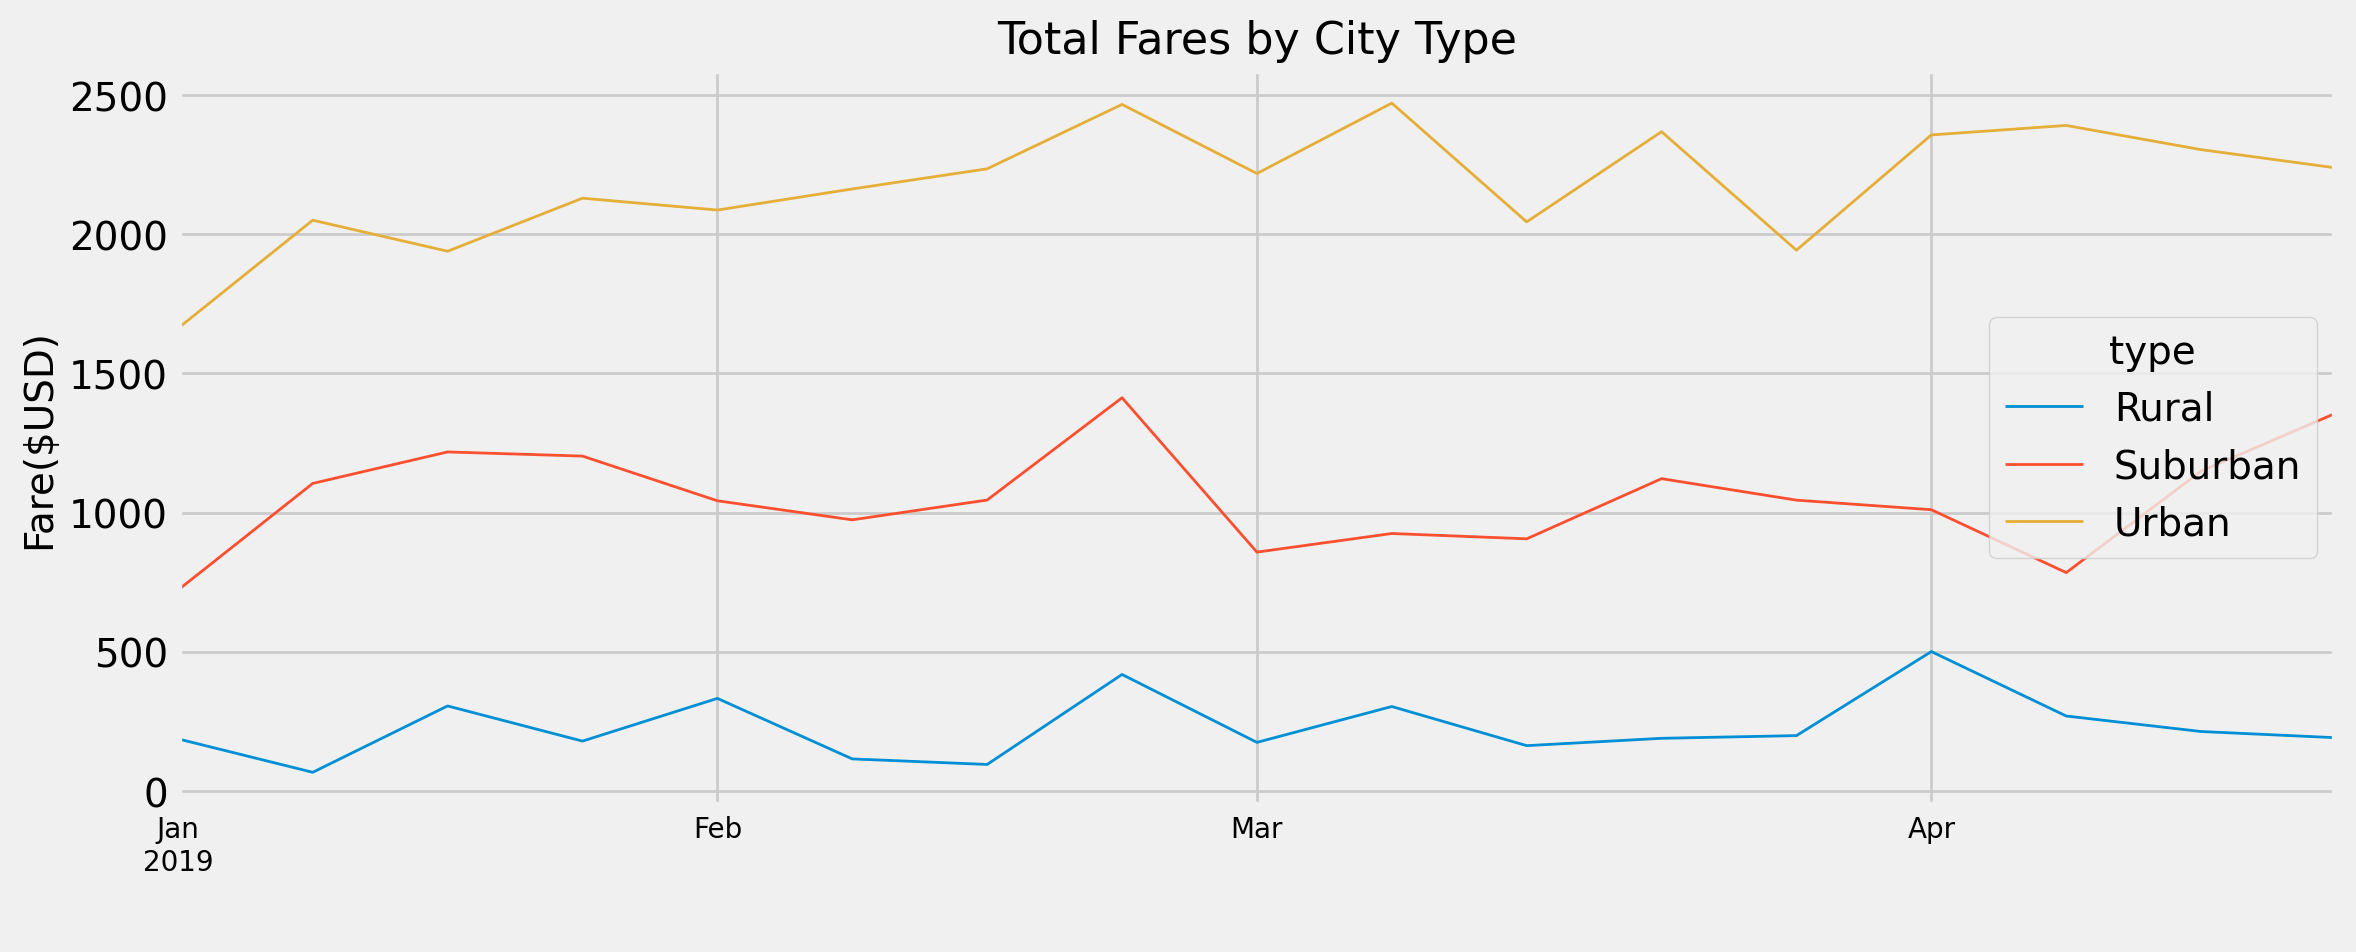 Total Fares by City Type
Fare($USD)
2500
2000
1500
1000
500
0
type
Rural
Suburban
Urban
Jan Feb Mar Apr
2019